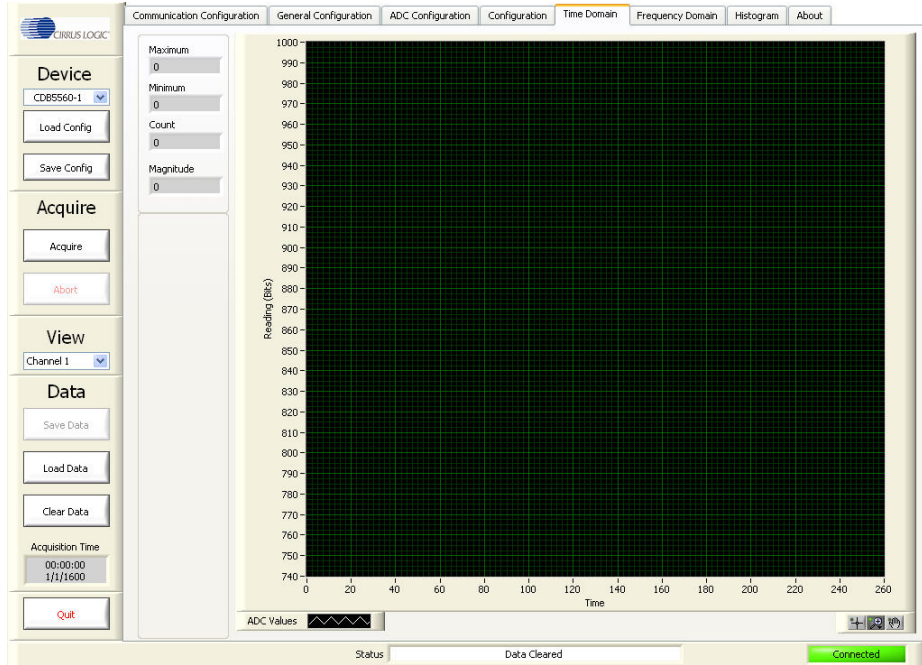 CIRRUS LOGIC
Communication Configuration General Configuration ADC Configuration Configuration Time Domain Frequency Domain Histogram About
Device
CDB5560-1
Load Config
Save Config
Acquire
Acquire
Abort
View
Channel 1
Data
Save Data
Load Data
Clear Data
Acquisition Time
00:00:00
1/1/1600
Quit
Maximum
0
Minimum
0
Count
0
Magnitude
0
Reading (Bits)
1000
990
980
970
960
950
940
930
920
910
900
890
880
870
860
850
840
830
820
810
800
790
780
770
760
750
740
0 20 40 60 80 100 120 140 160 180 200 220 240 260
Time
ADC Values
Status Data Cleared Connected